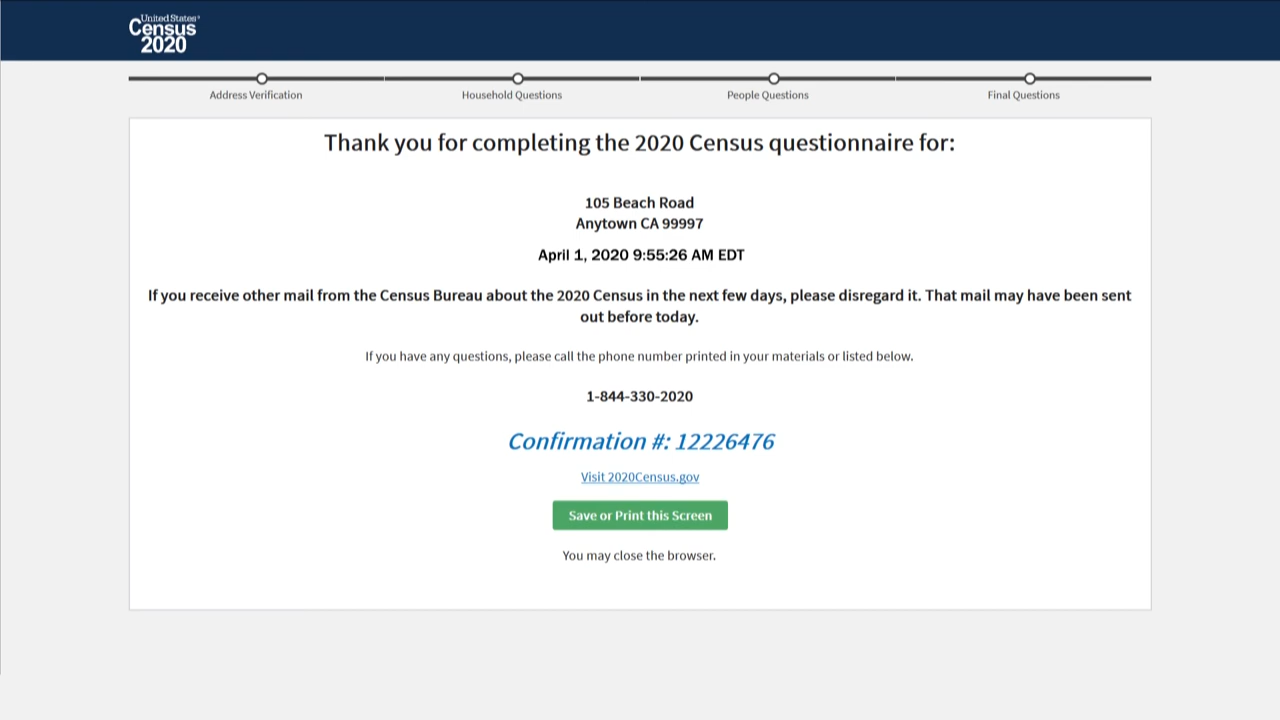 United States®
Census
2020
Address Verification
Household Questions
People Questions
Final Questions
Thank you for completing the 2020 Census questionnaire for:
105 Beach Road
Anytown CA 99997
April 1, 2020 9:55:26 AM EDT
If you receive other mail from the Census Bureau about the 2020 Census in the next few days, please disregard it. That mail may have been sent
out before today.
If you have any questions, please call the phone number printed in your materials or listed below.
1-844-330-2020
Confirmation #: 12226476
Visit 2020Census.gov
Save or Print this Screen
You may close the browser.